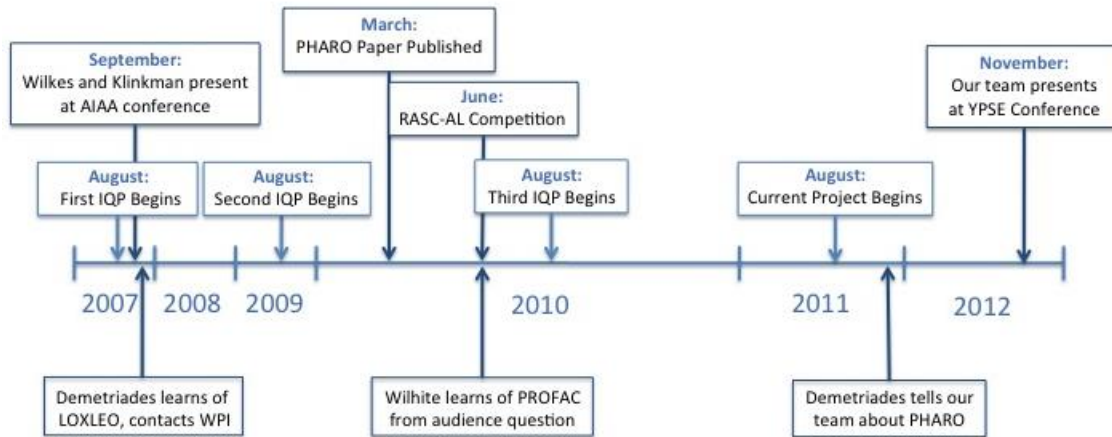 March:
PHARO Paper Published
September:
Wilkes and Klinkman present
at AIAA conference
November:
Our team presents
at YPSE Conference
June:
RASC-AL Competition
August:
First IQP Begins
August:
Second IQP Begins
August:
Third IQP Begins
August:
Current Project Begins
2007
2008
2009
2010
2011
2012
Demetriades learns of
LOXLEO, contacts WPI
Wilhite learns of PROFAC
from audience question
Demetriades tells our
team about PHARO